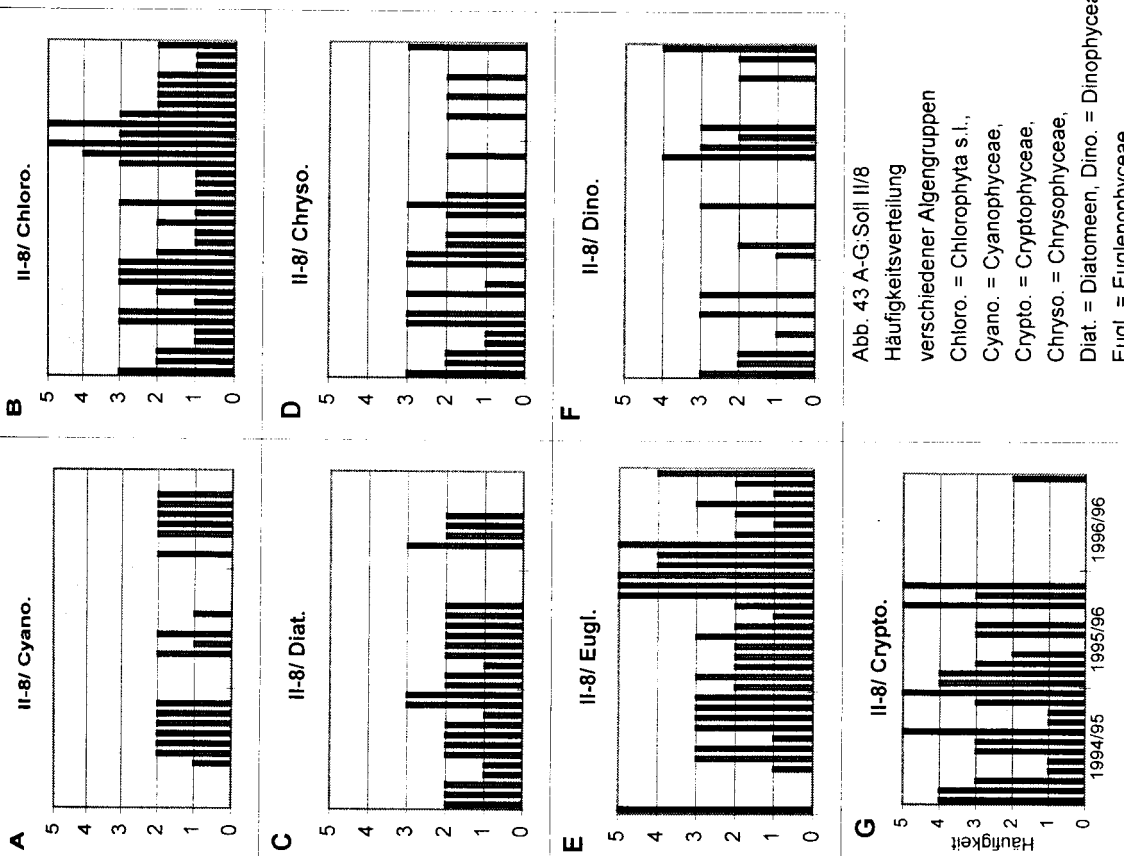 A
II-8/ Cyano.
5
4
3
2
1
0
B
II-8/ Chloro.
5
4
3
2
1
0
C
II-8/ Diat.
5
4
3
2
1
0
D
II-8/ Chryso.
5
4
3
2
1
0
E
II-8/ Eugl.
5
4
3
2
1
0
F
II-8/ Dino.
5
4
3
2
1
0
G
II-8/ Crypto.
Häufigkeit
5
4
3
2
1
0
1994/95
1995/96
1996/96
Abb. 43 A-G:Soll II/8
Häufigkeitsverteilung
verschiedener Algengruppen
Chloro. = Chlorophyta s.l.,
Cyano. = Cyanophyceae,
Crypto. = Cryptophyceae,
Chryso. = Chrysophyceae,
Diat. = Diatomeen, Dino. = Dinophycea
Eugl. = Euglenophyceae